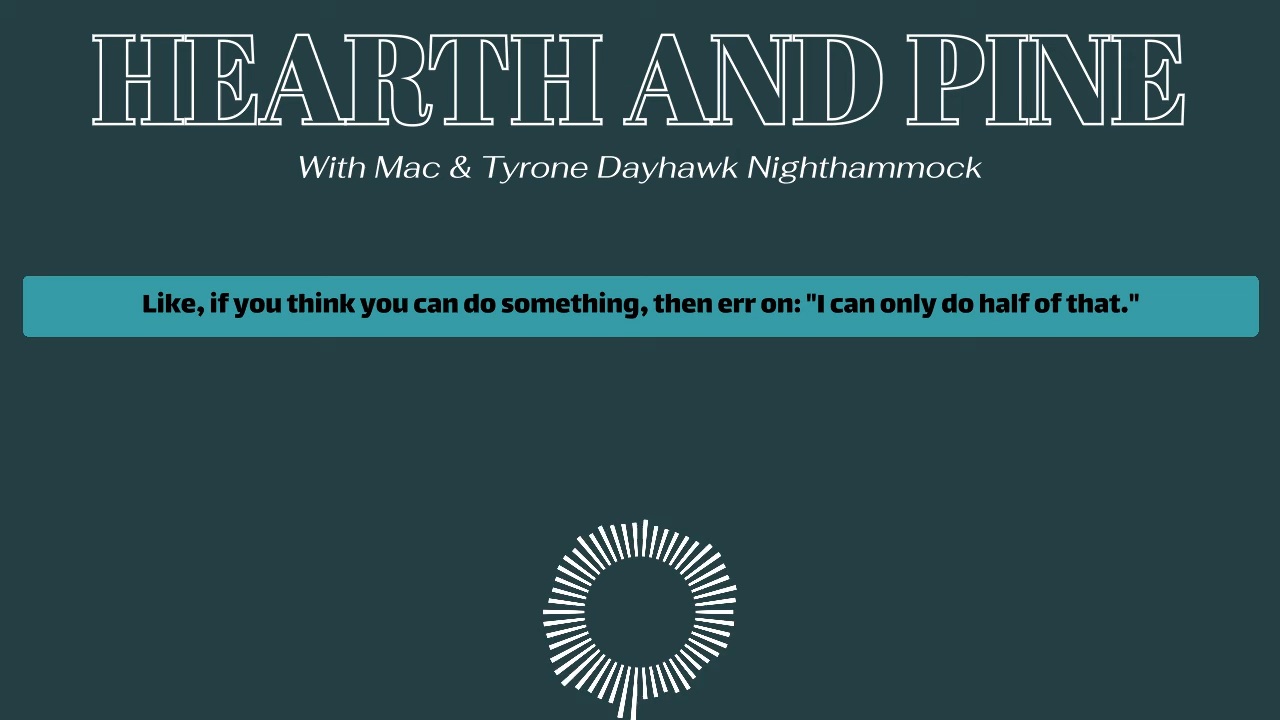 HEARTH AND PINE
With Mac & Tyrone Dayhawk Nighthammock
Like, if you think you can do something, then err on: "I can only do half of that."